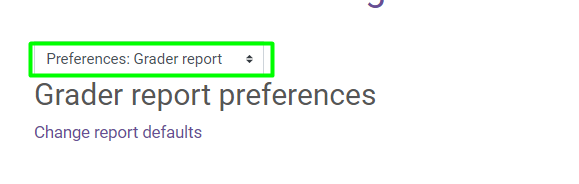 Preferences: Grader report
Grader report preferences
Change report defaults